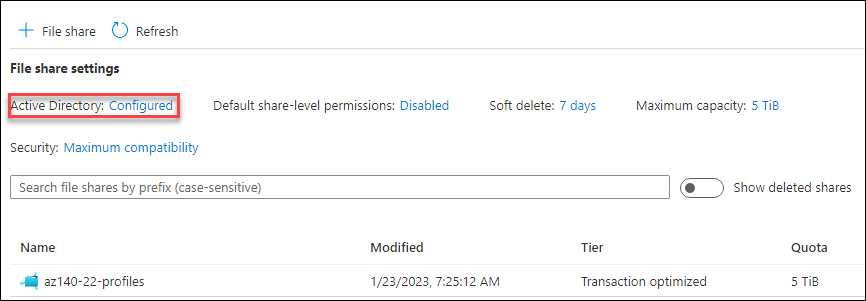 File share Refresh
File share settings
Active Directory: Configured Default share-level permissions: Disabled Soft delete: 7 days Maximum capacity: 5 TiB
Security: Maximum compatibility
Search file shares by prefix (case-sensitive) Show deleted shares
Name Modified Tier Quota
az140-22-profiles 1/23/2023, 7:25:12 AM Transaction optimized 5 TiB